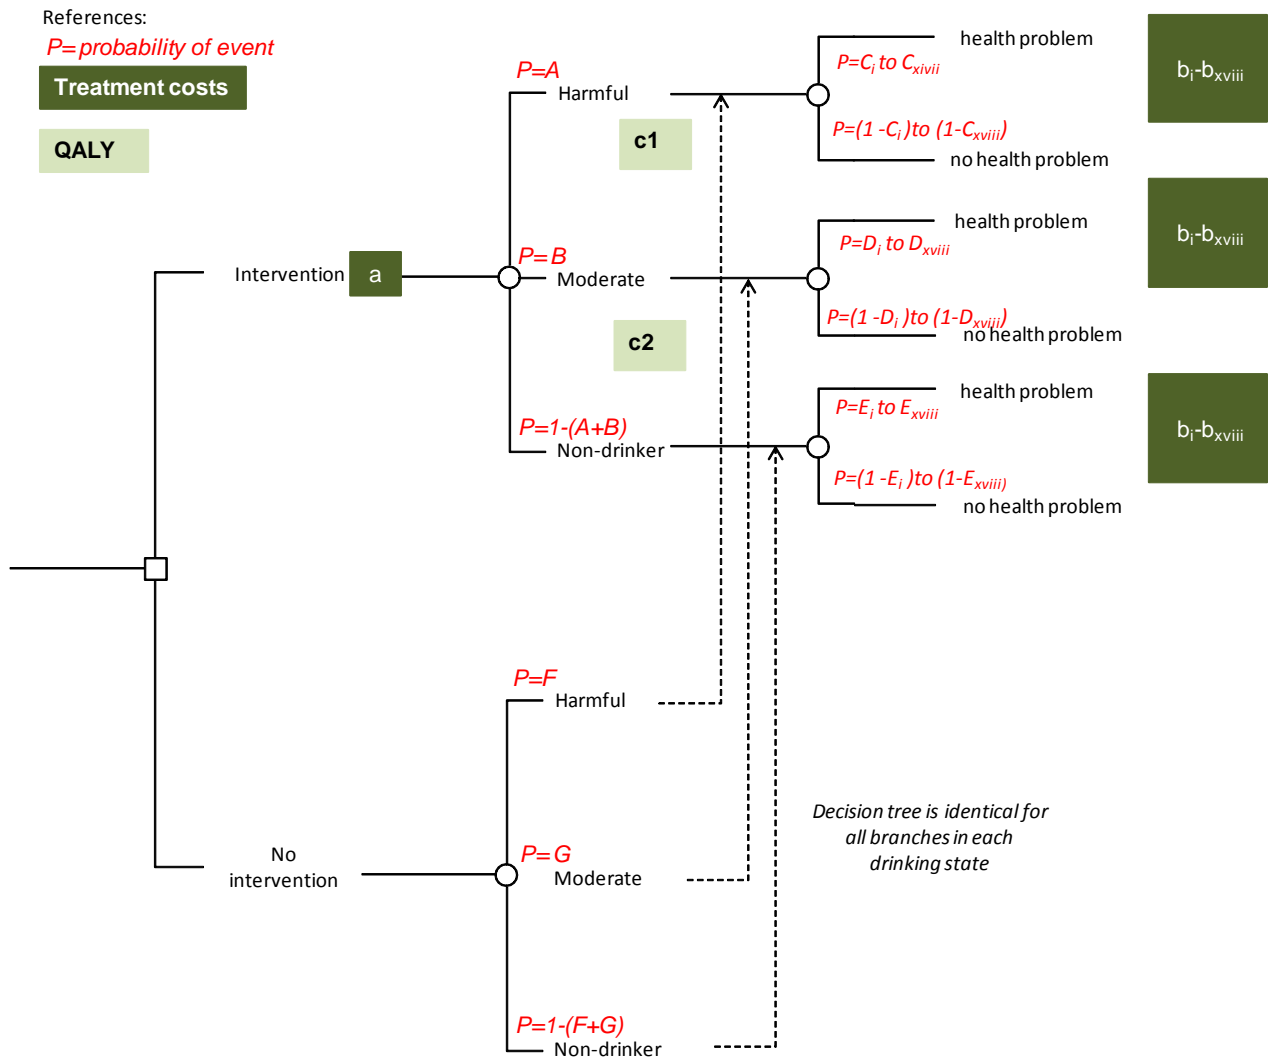 References:
P=probability of event
Treatment costs
QALY
P=A
Harmful
c1
health problem
P=Cᵢ to Cₓᵢᵥᵢᵢ
P=(1 -Cᵢ )to (1-Cₓᵥᵢᵢᵢ)
no health problem
bᵢ-bₓᵥᵢᵢᵢ
Intervention
a
P=B
Moderate
c2
health problem
P=Dᵢ to Dₓᵥᵢᵢᵢ
P=(1 -Dᵢ )to (1-Dₓᵥᵢᵢᵢ)
no health problem
bᵢ-bₓᵥᵢᵢᵢ
P=1-(A+B)
Non-drinker
health problem
P=Eᵢ to Eₓᵥᵢᵢᵢ
P=(1 -Eᵢ )to (1-Eₓᵥᵢᵢᵢ)
no health problem
bᵢ-bₓᵥᵢᵢᵢ
P=F
Harmful
No
intervention
P=G
Moderate
Decision tree is identical for
all branches in each
drinking state
P=1-(F+G)
Non-drinker